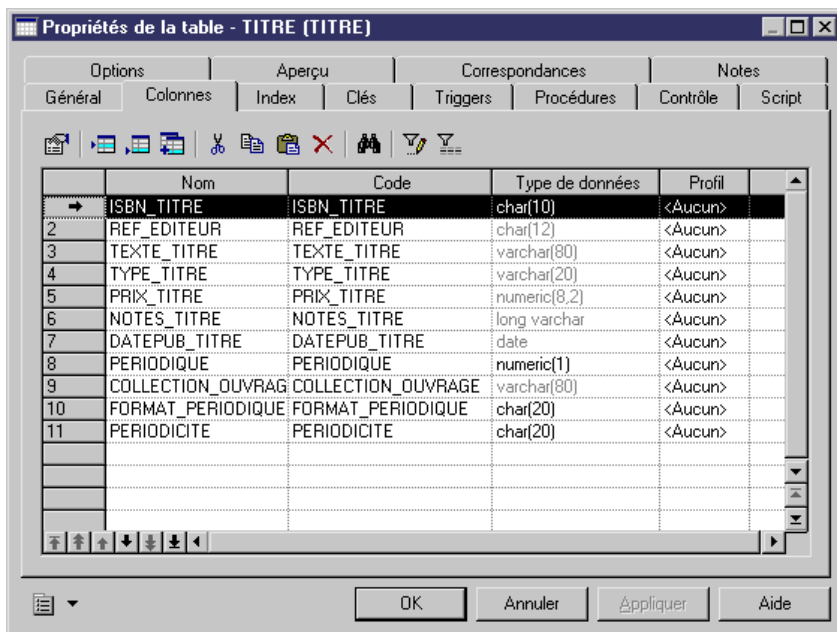 Propriétés de la table - TITRE (TITRE)
Options Aperçu Correspondances Notes
Général Colonnes Index Clés Triggers Procédures Contrôle Script
Nom Code Type de données Profil
ISBN_TITRE ISBN_TITRE char(10) <Aucun>
2 REF_EDITEUR REF_EDITEUR char(12) <Aucun>
3 TEXTE_TITRE TEXTE_TITRE varchar(80) <Aucun>
4 TYPE_TITRE TYPE_TITRE varchar(20) <Aucun>
5 PRIX_TITRE PRIX_TITRE numeric(8,2) <Aucun>
6 NOTES_TITRE NOTES_TITRE long varchar <Aucun>
7 DATEPUB_TITRE DATEPUB_TITRE date <Aucun>
8 PERIODIQUE PERIODIQUE numeric(1) <Aucun>
9 COLLECTION_OUVRAG COLLECTION_OUVRAGE varchar(80) <Aucun>
10 FORMAT_PERIODIQUE FORMAT_PERIODIQUE char(20) <Aucun>
11 PERIODICITE PERIODICITE char(20) <Aucun>
OK Annuler Appliquer Aide